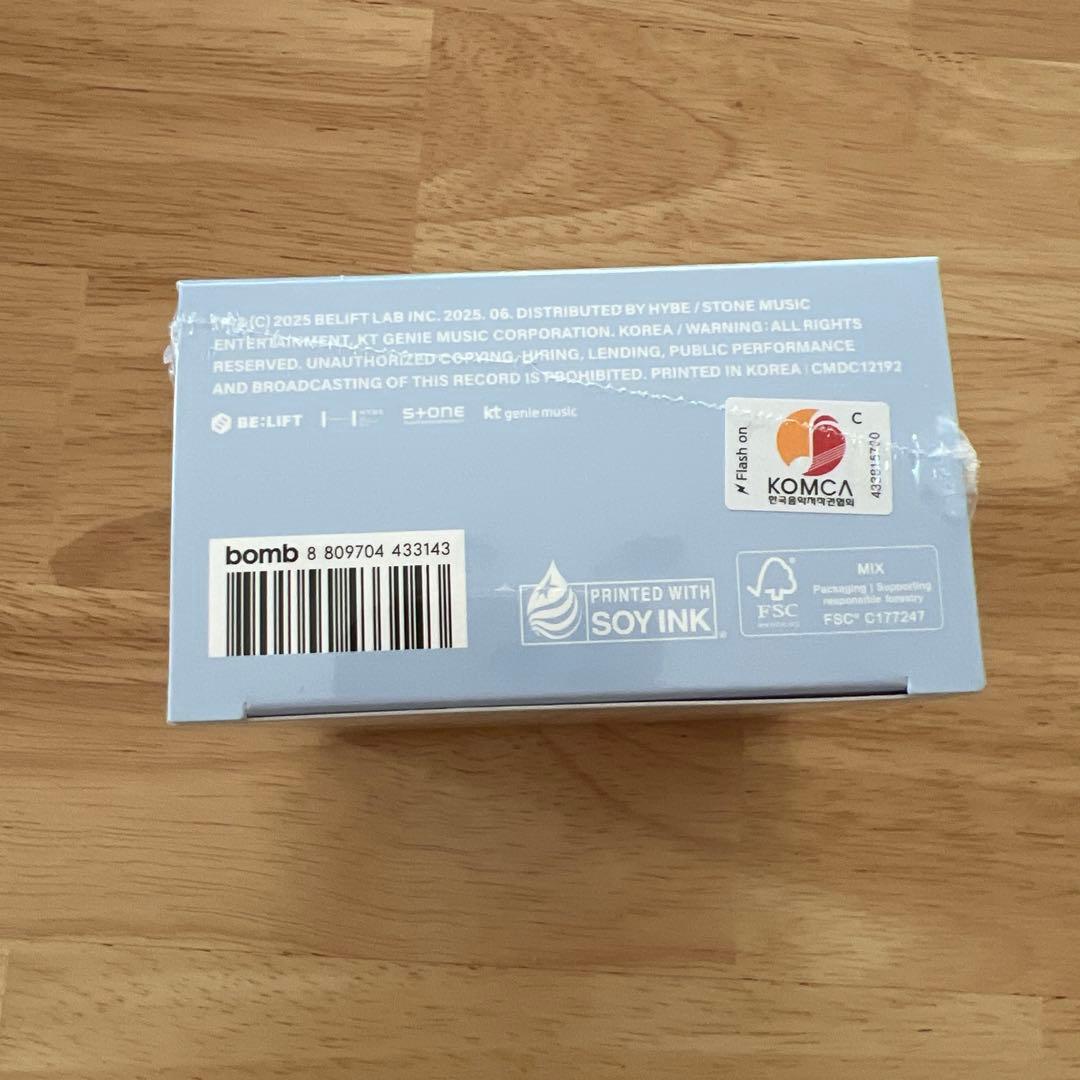 (C) 2025 BELIFT LAB INC. 2025. 06. DISTRIBUTED BY HYBE / STONE MUSIC
ENTERTAINMENT, KT GENIE MUSIC CORPORATION. KOREA / WARNING: ALL RIGHTS
RESERVED. UNAUTHORIZED COPYING, HIRING, LENDING, PUBLIC PERFORMANCE
AND BROADCASTING OF THIS RECORD IS PROHIBITED. PRINTED IN KOREA | CMDC12192
BE:LIFT
STONE
kt genie music
Flash on
C
KOMCA
한국음악저작권협회
bomb 8 809704 433143
PRINTED WITH
SOY INK
FSC
MIX
Packaging | Supporting
responsible forestry
FSC® C177247